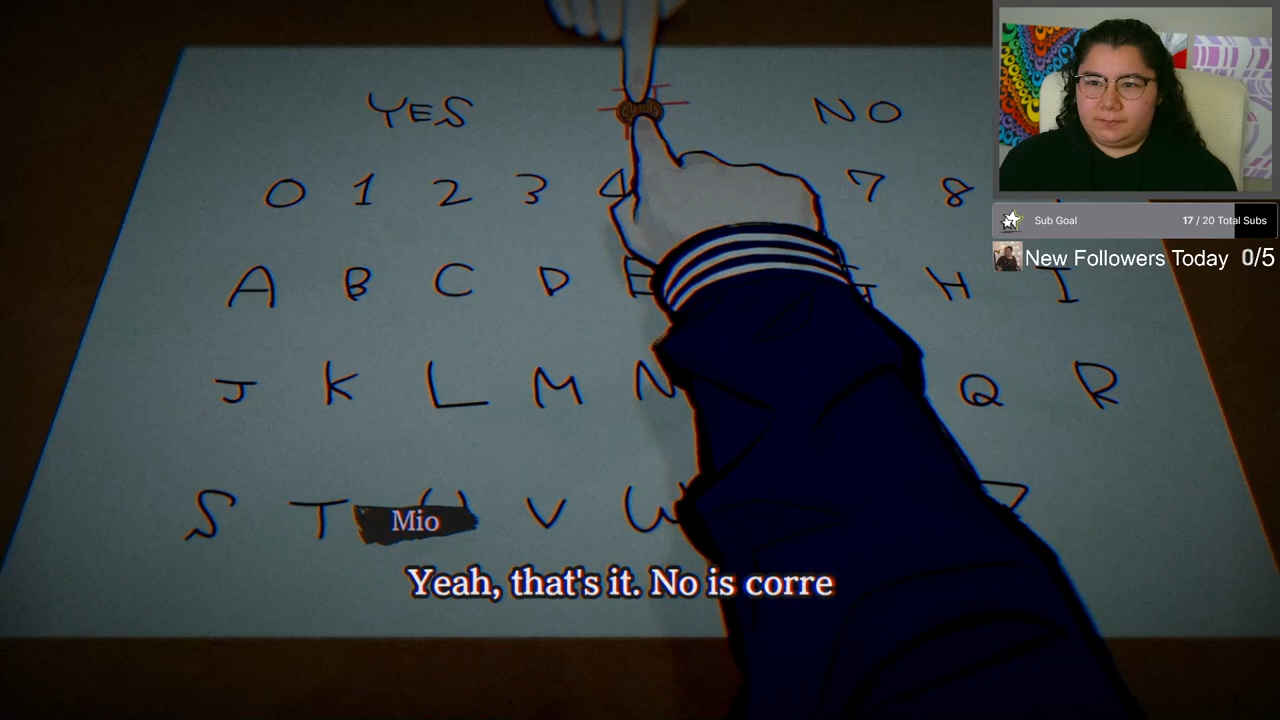 YES NO
0 1 2 3 4 7 8
A B C D E H I
J K L M N Q R
S T U V W
Mio
Yeah, that's it. No is corre
Sub Goal 17 / 20 Total Subs
New Followers Today 0/5